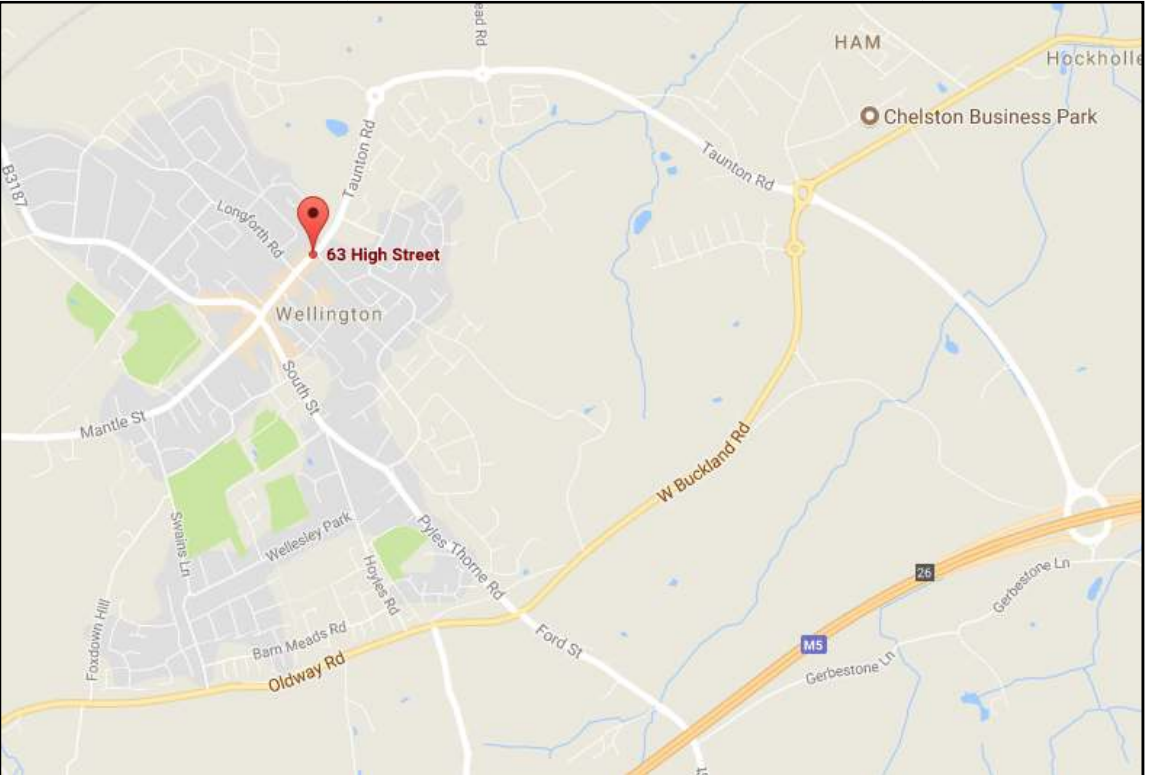 ead Rd
HAM
Hockholle
Chelston Business Park
Taunton Rd
Taunton Rd
B3187
Longforth Rd
63 High Street
Wellington
South St
Mantle St
W Buckland Rd
Swains Ln
Wellesley Park
Pyles Thorne Rd
Hoyles Rd
26
Gerbestone Ln
Foxdown Hill
Barn Meads Rd
Ford St
M5
Gerbestone Ln
Oldway Rd